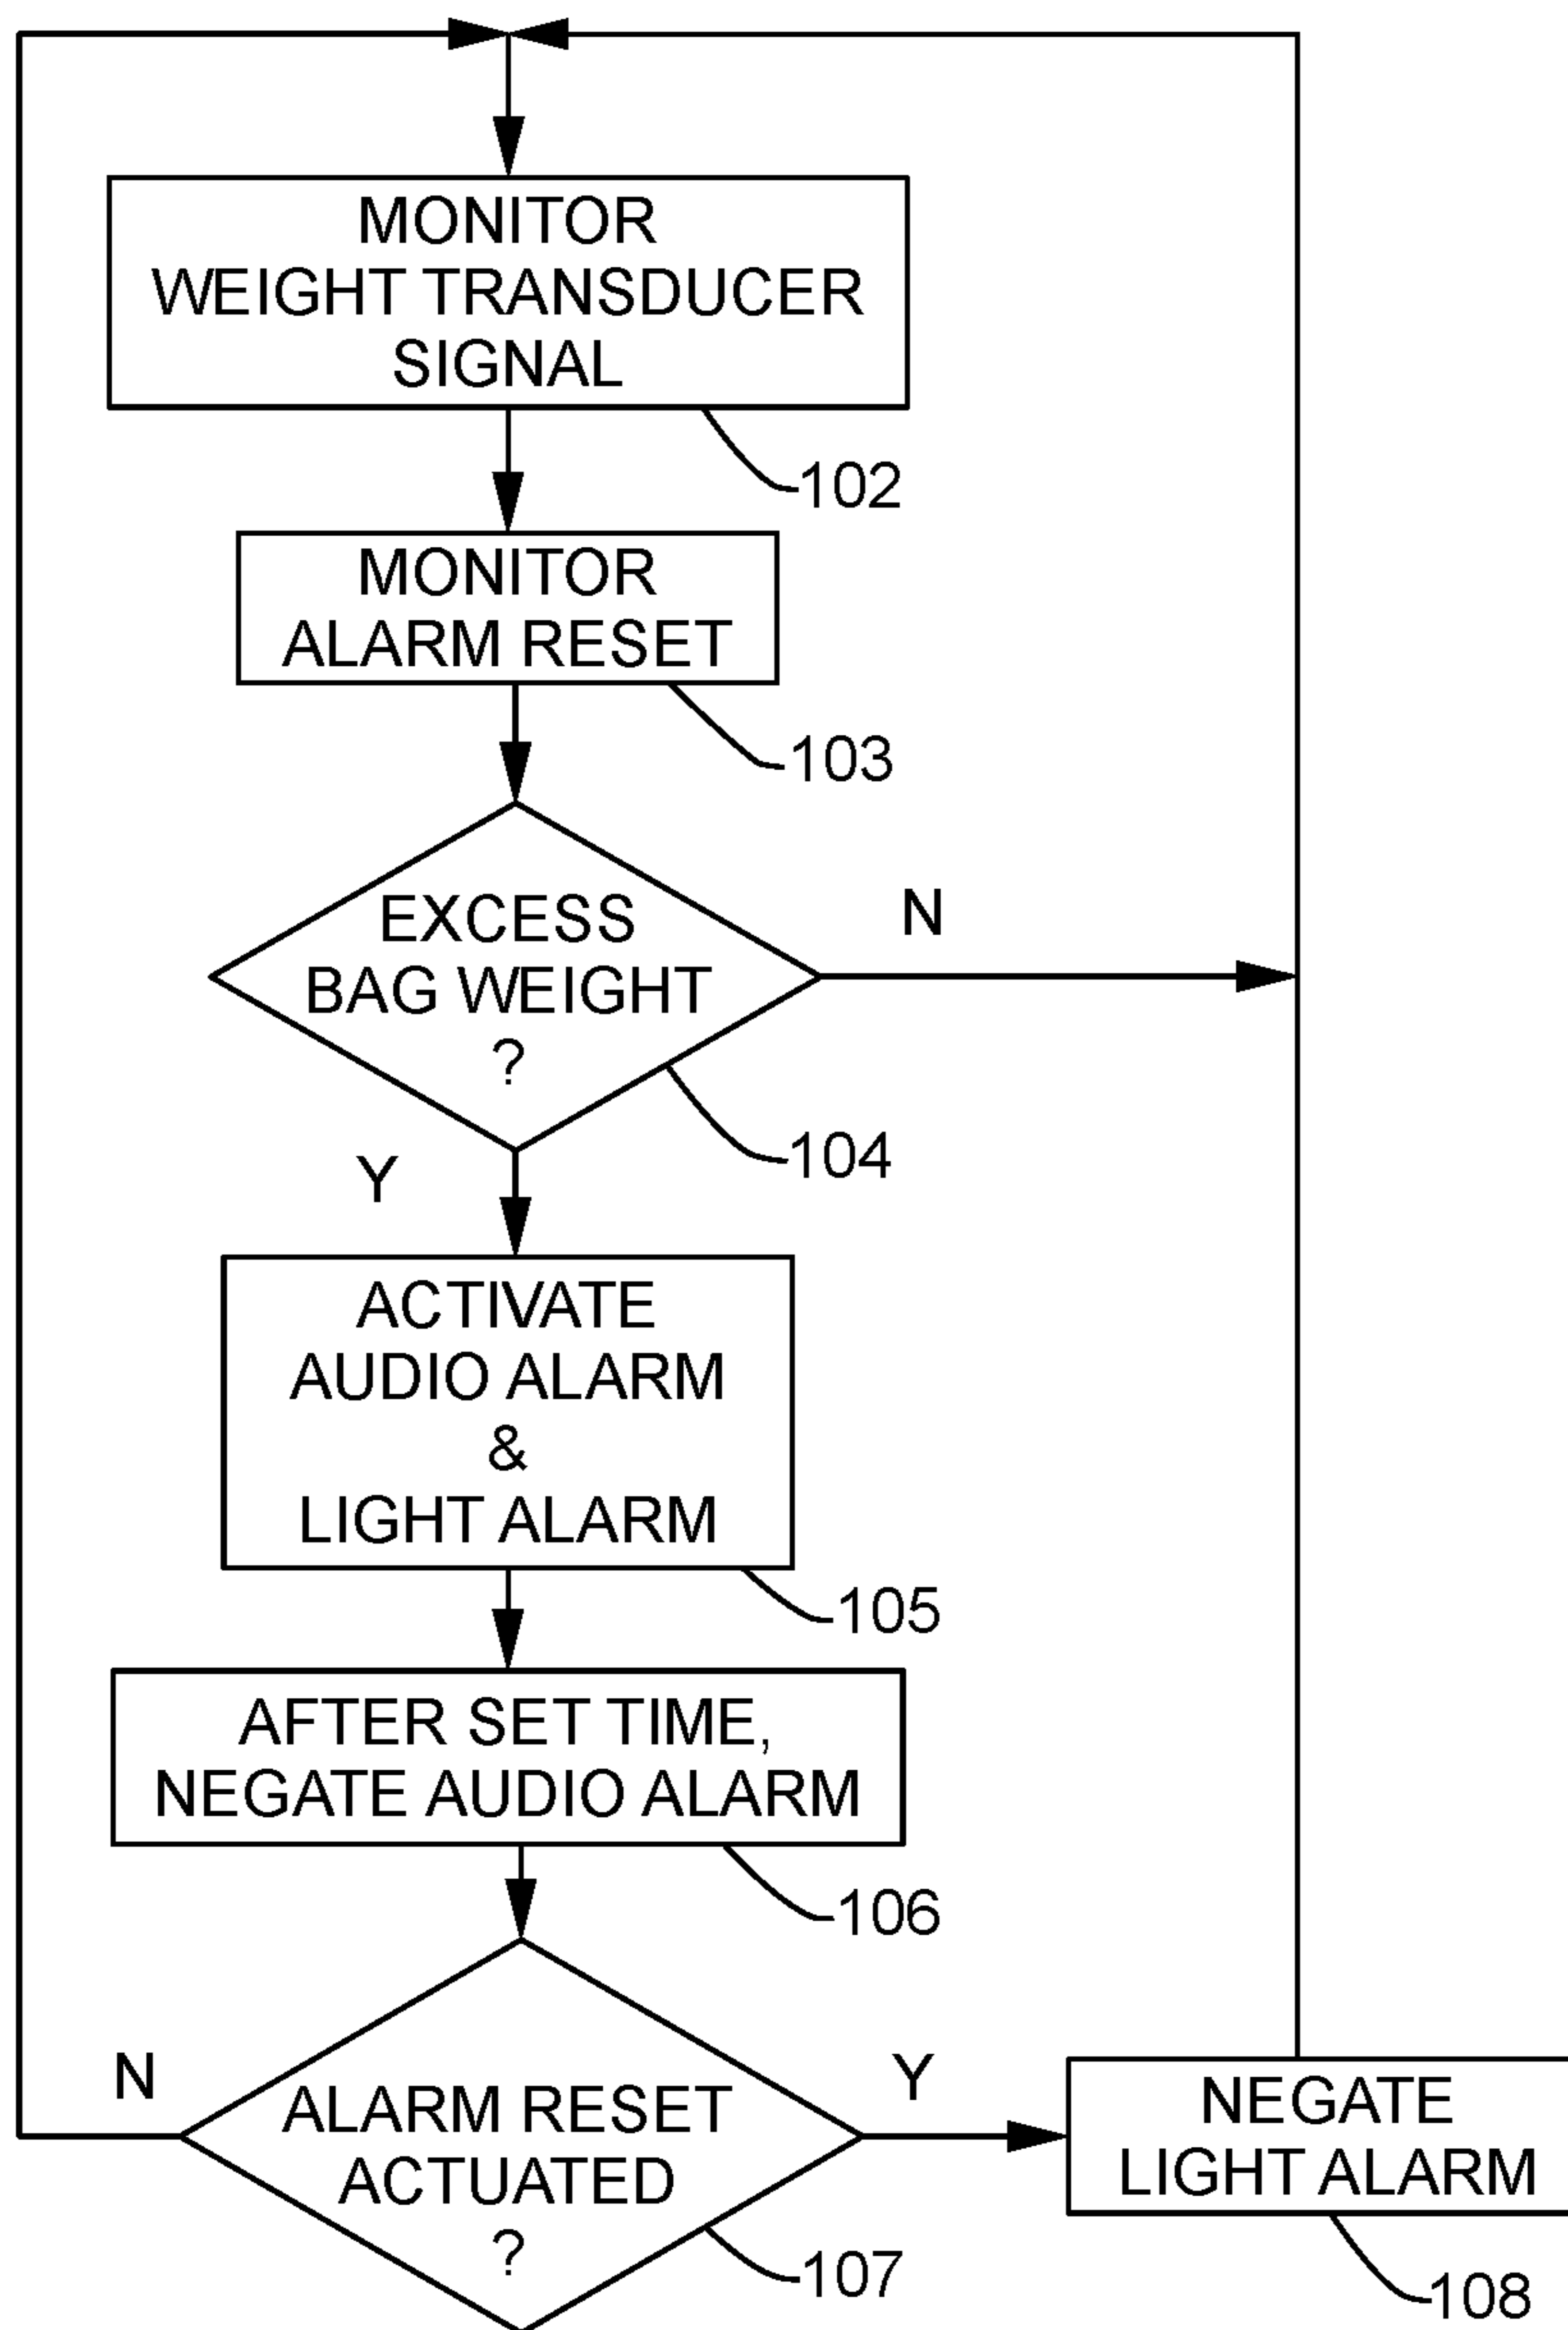 MONITOR
WEIGHT TRANSDUCER
SIGNAL
102
MONITOR
ALARM RESET
103
EXCESS
BAG WEIGHT
?
N
104
Y
ACTIVATE
AUDIO ALARM
&
LIGHT ALARM
105
AFTER SET TIME,
NEGATE AUDIO ALARM
106
N
ALARM RESET
ACTUATED
?
Y
107
NEGATE
LIGHT ALARM
108